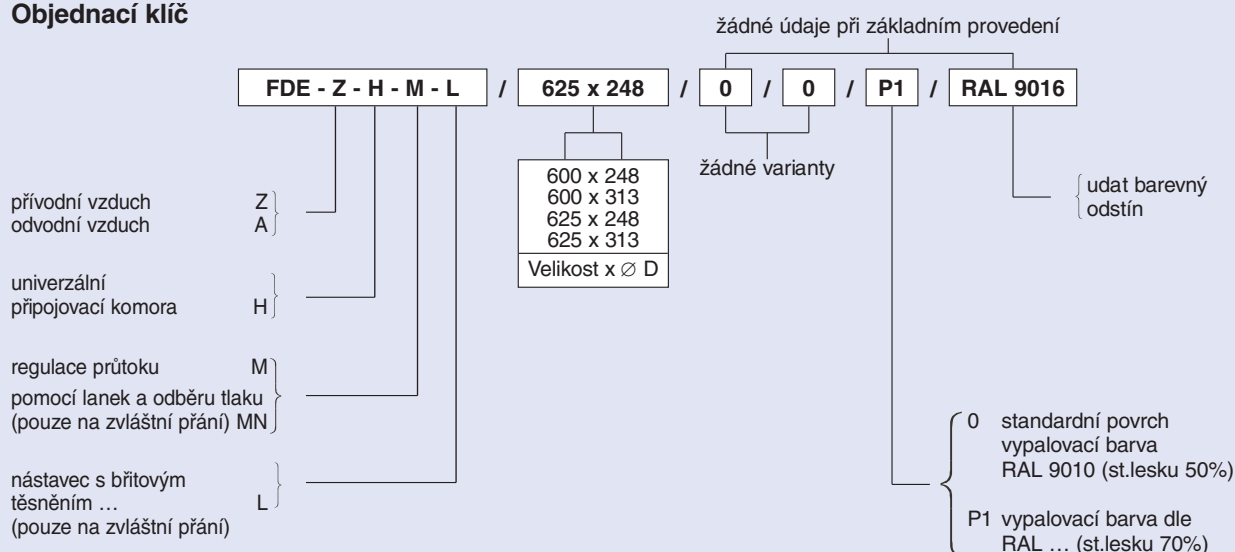 Objednací klíč
žádné údaje při základním provedení
FDE - Z - H - M - L / 625 x 248 / 0 / 0 / P1 / RAL 9016
600 x 248
600 x 313
625 x 248
625 x 313
Velikost x ∅ D
žádné varianty
udat barevný
odstín
přívodní vzduch Z
odvodní vzduch A
univerzální
připojovací komora H
regulace průtoku M
pomocí lanek a odběru tlaku
(pouze na zvláštní přání) MN
nástavec s břitovým
těsněním … L
(pouze na zvláštní přání)
0 standardní povrch
vypalovací barva
RAL 9010 (st.lesku 50%)
P1 vypalovací barva dle
RAL … (st.lesku 70%)